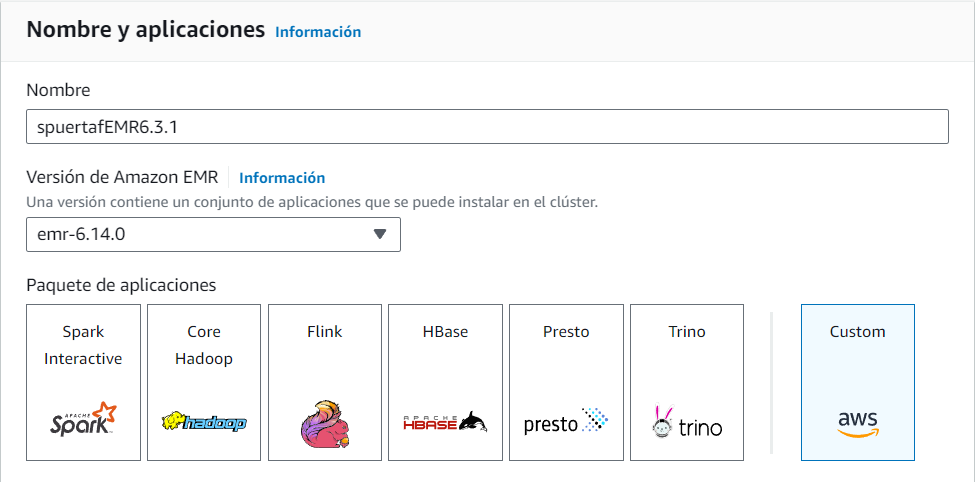 Nombre y aplicaciones Información
Nombre
spuertafEMR6.3.1
Versión de Amazon EMR Información
Una versión contiene un conjunto de aplicaciones que se puede instalar en el clúster.
emr-6.14.0
Paquete de aplicaciones
Spark Interactive
Core Hadoop
Flink
HBase
Presto
Trino
Custom
APACHE Spark
hadoop
APACHE HBASE
presto
trino
aws